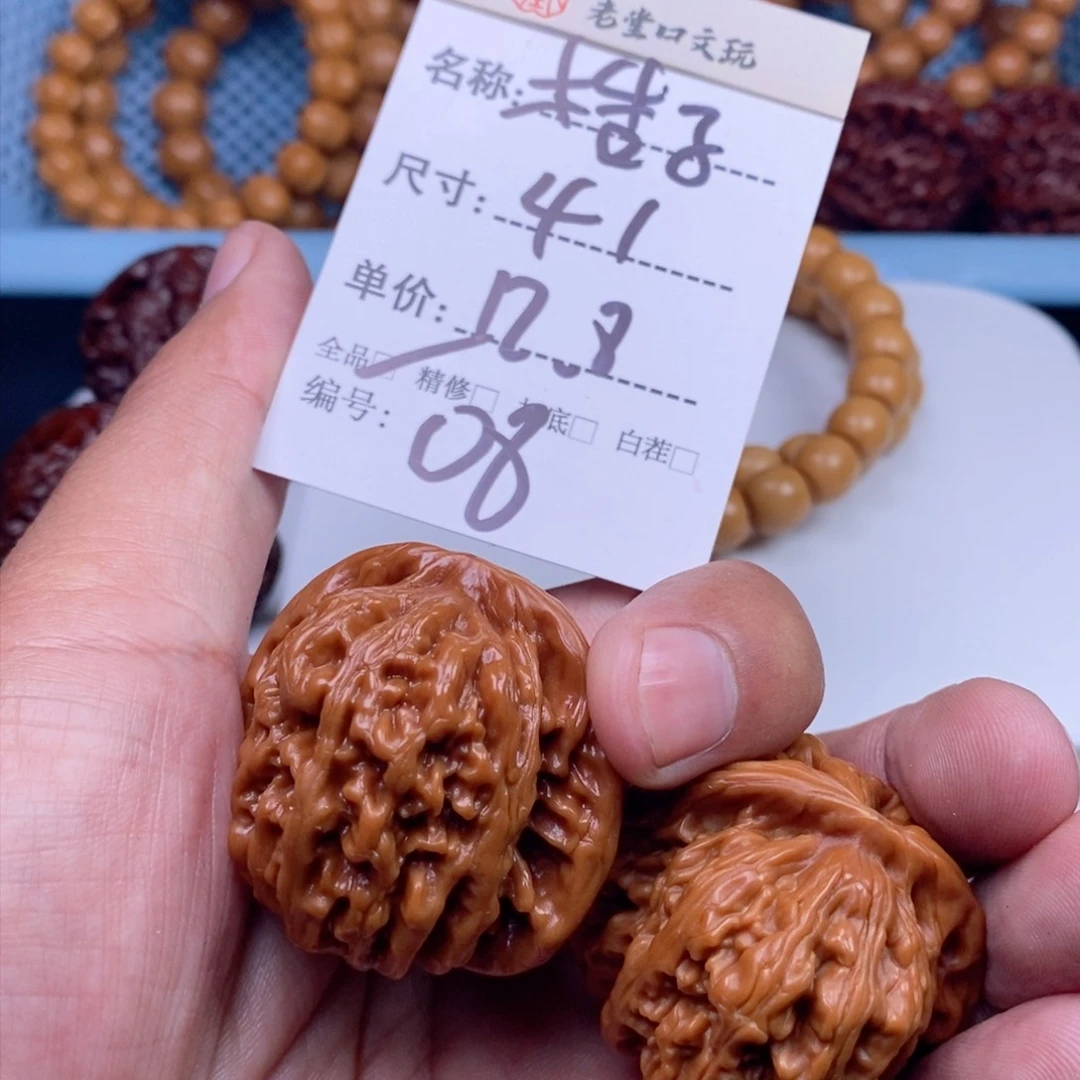 老堂口文玩
名称:
尺寸: 41
单价:
全品□ 精修□ 底□ 白茬□
编号: 08